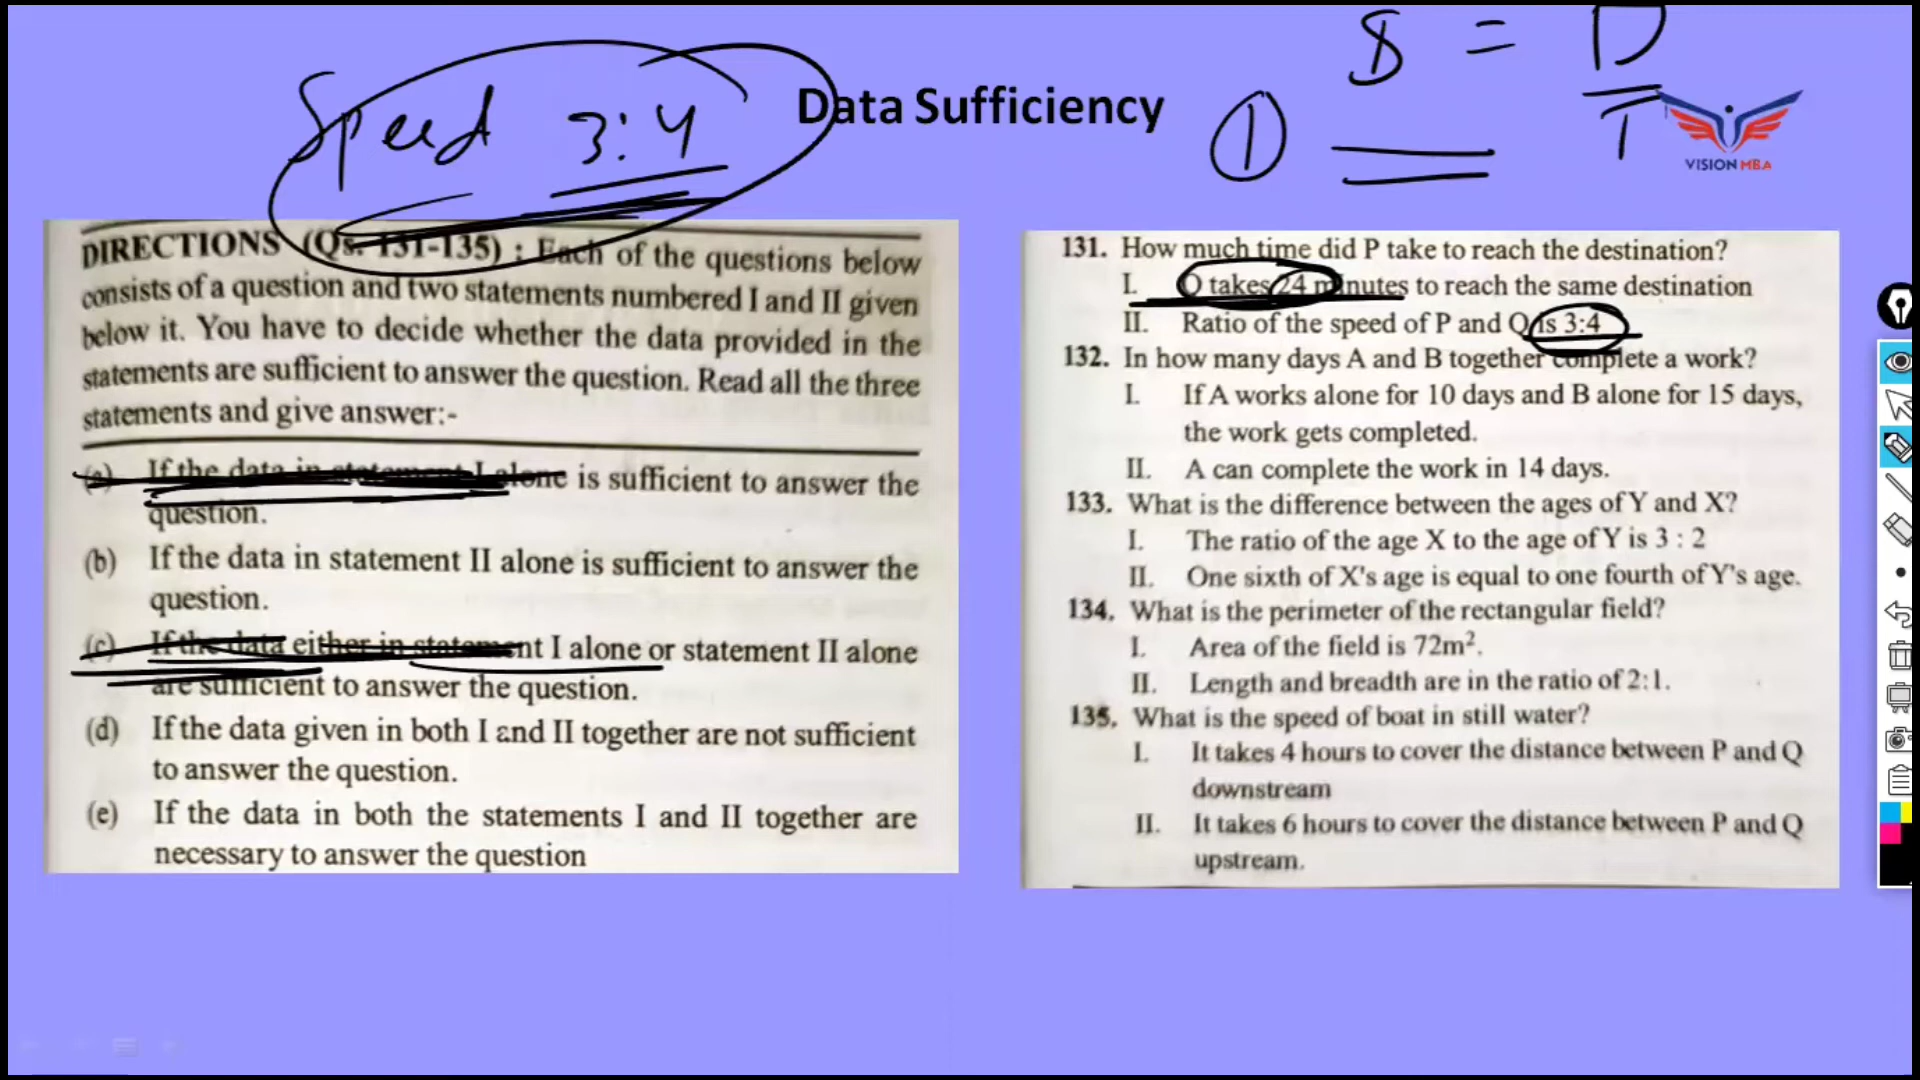 S = D
T
Speed 3:4
Data Sufficiency
1
VISION MBA
DIRECTIONS (Qs. 131-135) : Each of the questions below
consists of a question and two statements numbered I and II given
below it. You have to decide whether the data provided in the
statements are sufficient to answer the question. Read all the three
statements and give answer:-
(a) If the data in statement I alone is sufficient to answer the
question.
(b) If the data in statement II alone is sufficient to answer the
question.
(c) If the data either in statement I alone or statement II alone
are sufficient to answer the question.
(d) If the data given in both I and II together are not sufficient
to answer the question.
(e) If the data in both the statements I and II together are
necessary to answer the question
131. How much time did P take to reach the destination?
I. Q takes 24 minutes to reach the same destination
II. Ratio of the speed of P and Q is 3:4
132. In how many days A and B together complete a work?
I. If A works alone for 10 days and B alone for 15 days,
the work gets completed.
II. A can complete the work in 14 days.
133. What is the difference between the ages of Y and X?
I. The ratio of the age X to the age of Y is 3 : 2
II. One sixth of X's age is equal to one fourth of Y's age.
134. What is the perimeter of the rectangular field?
I. Area of the field is 72m².
II. Length and breadth are in the ratio of 2:1.
135. What is the speed of boat in still water?
I. It takes 4 hours to cover the distance between P and Q
downstream
II. It takes 6 hours to cover the distance between P and Q
upstream.